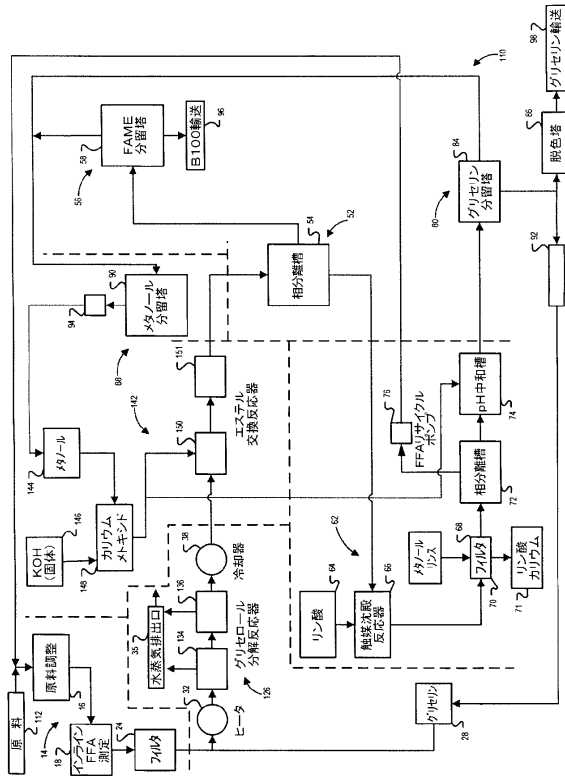 原 料
112
14
原料調整
16
インライン
FFA測定
18
24
フィルタ
32
ヒータ
グリセリン
28
水蒸気排出口
35
134
136
グリセロール
分解反応器
126
38
冷却器
KOH
(固体)
146
144
メタノール
148
カリウム
メトキシド
142
150
151
エステル
交換反応器
94
90
メタノール
分留塔
88
56
58
FAME
分留塔
B100輸送
96
相分離槽
54
52
リン酸
64
62
触媒沈殿
反応器
66
メタノール
リンス
フィルタ
68
70
リン酸
カリウム
71
相分離槽
72
76
FFAリサイクル
ポンプ
pH中和槽
74
80
グリセリン
分留塔
84
110
92
脱色塔
86
グリセリン輸送
98